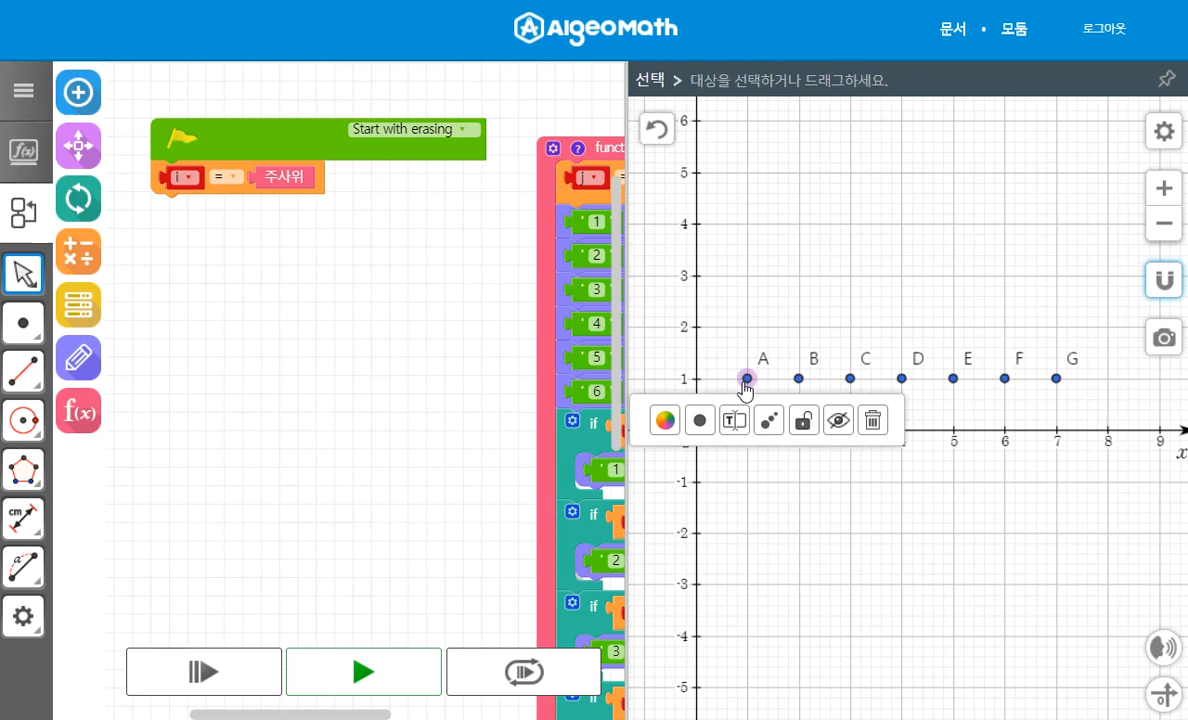 AlgeoMath
문서 • 모둠
로그아웃
f(x)
선택 > 대상을 선택하거나 드래그하세요.
Start with erasing
i = 주사위
funct
j =
' 1
' 2
' 3
' 4
' 5
' 6
if
' 1
if
' 2
if
' 3
if
cm
a°
f(x)
6
5
4
3
2
1
-1
-2
-3
-4
-5
A B C D E F G
T
5 6 7 8 9
x